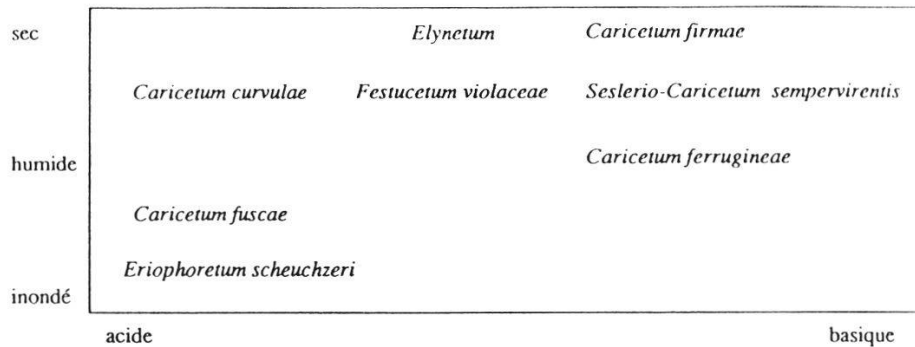 sec Elynetum Caricetum firmae
Caricetum curvulae Festucetum violaceae Seslerio-Caricetum sempervirentis
humide Caricetum ferrugineae
Caricetum fuscae
Eriophoretum scheuchzeri
inondé
acide basique